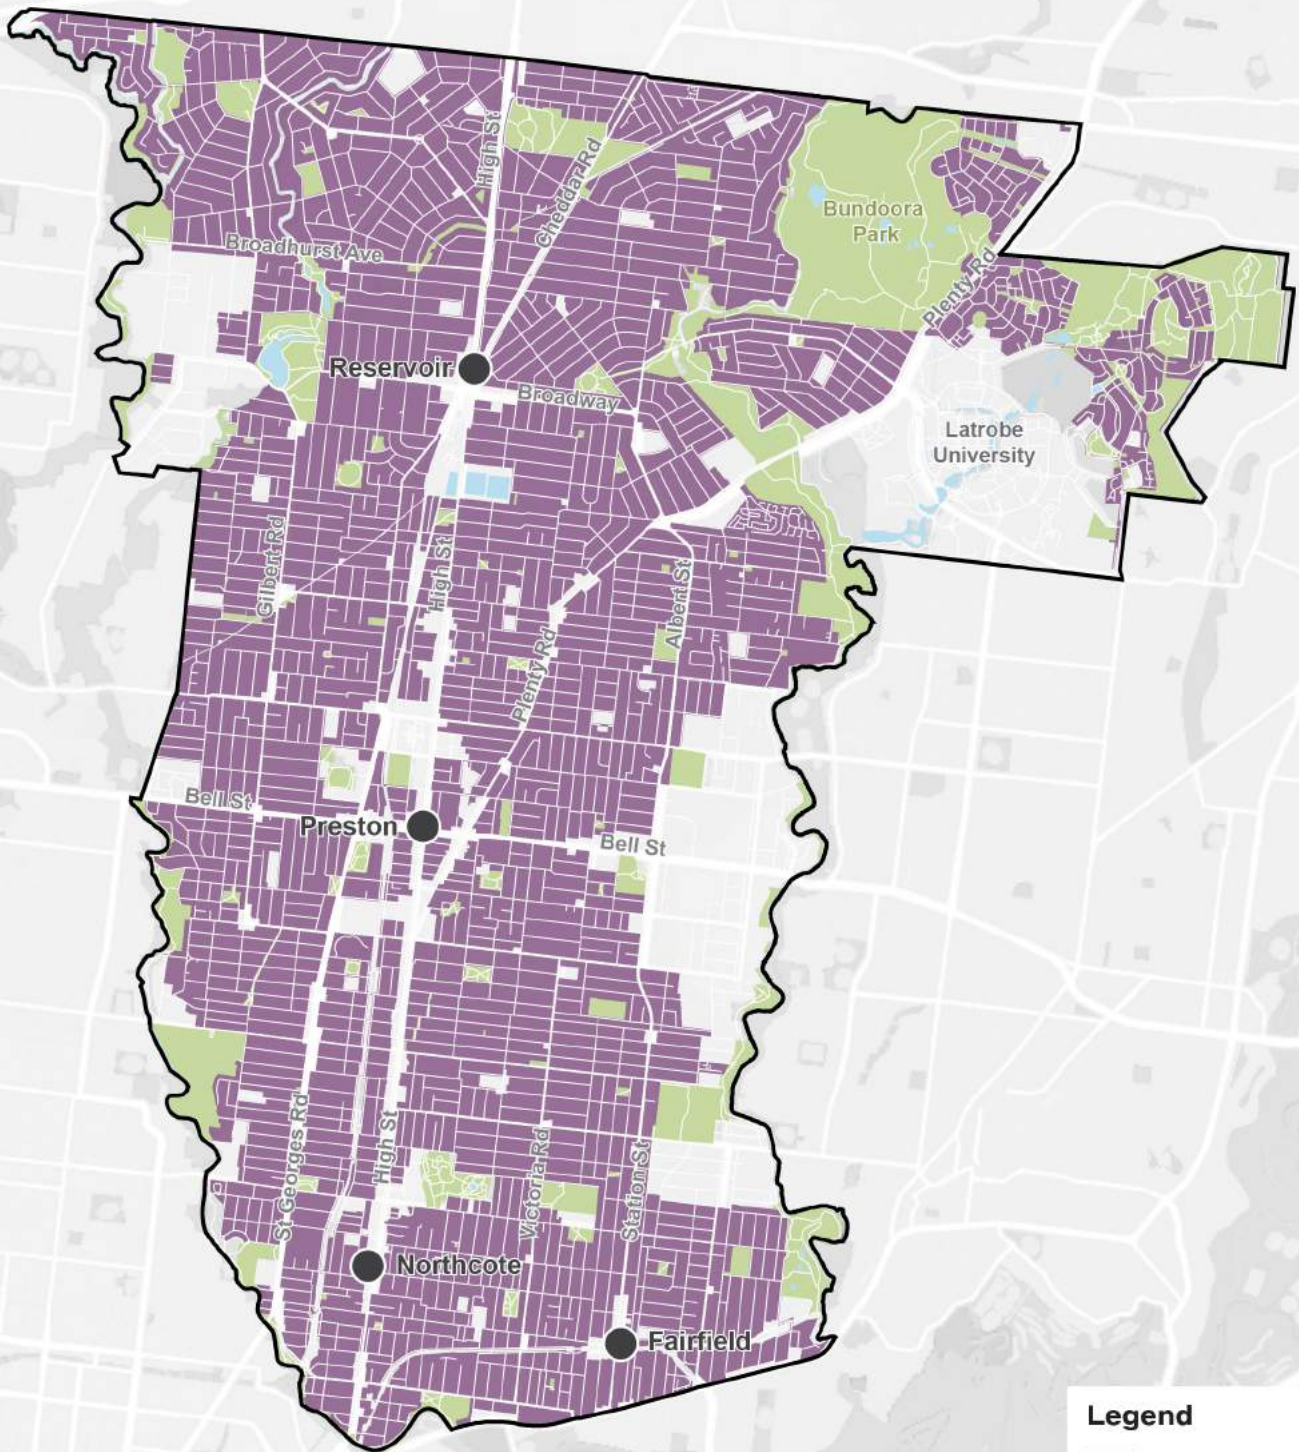 High St
Cheddar Rd
Bundoora
Park
Broadhurst Ave
Plenty Rd
Reservoir
Broadway
Latrobe
University
Gilbert Rd
High St
Albert St
Plenty Rd
Bell St
Preston
Bell St
St Georges Rd
High St
Victoria Rd
Station St
Northcote
Fairfield
Legend